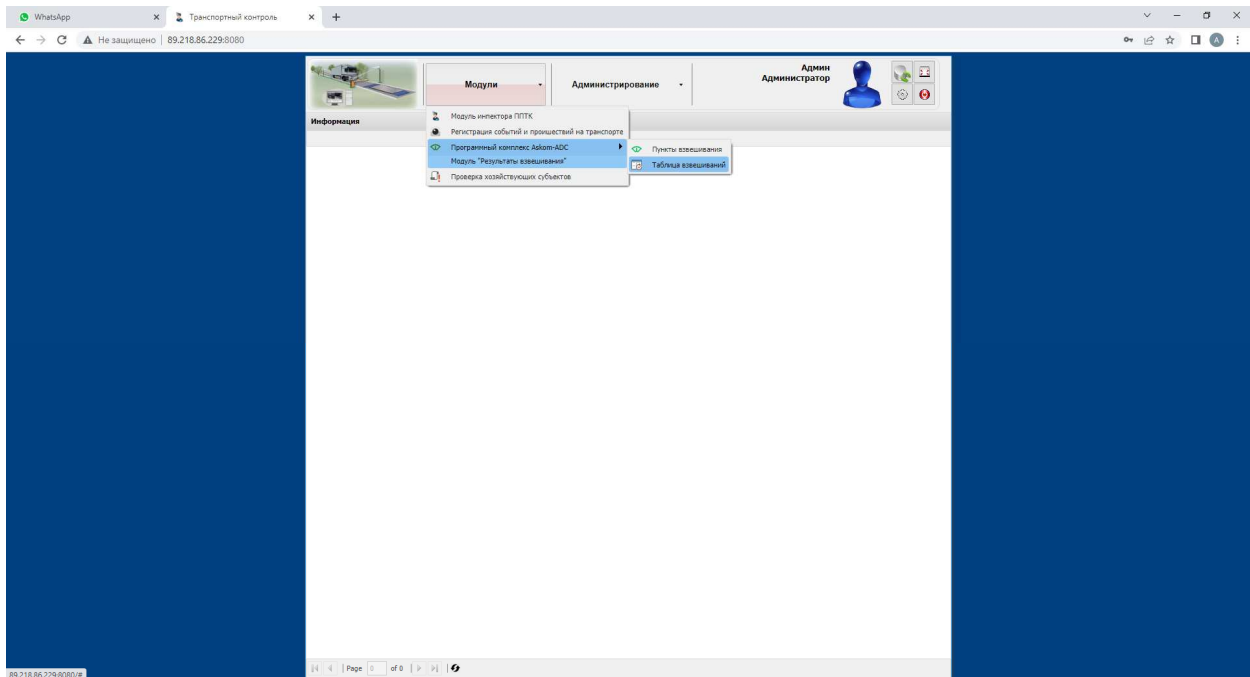 WhatsApp
Транспортный контроль
Не защищено
89.218.86.229:8080
Модули
Администрирование
Админ
Администратор
Информация
Модуль инпектора ППТК
Регистрация событий и происшествий на транспорте
Программный комплекс Askom-ADC
Пункты взвешивания
Модуль "Результаты взвешивания"
Таблица взвешиваний
Проверка хозяйствующих субъектов
Page 0 of 0
89.218.86.229:8080/#